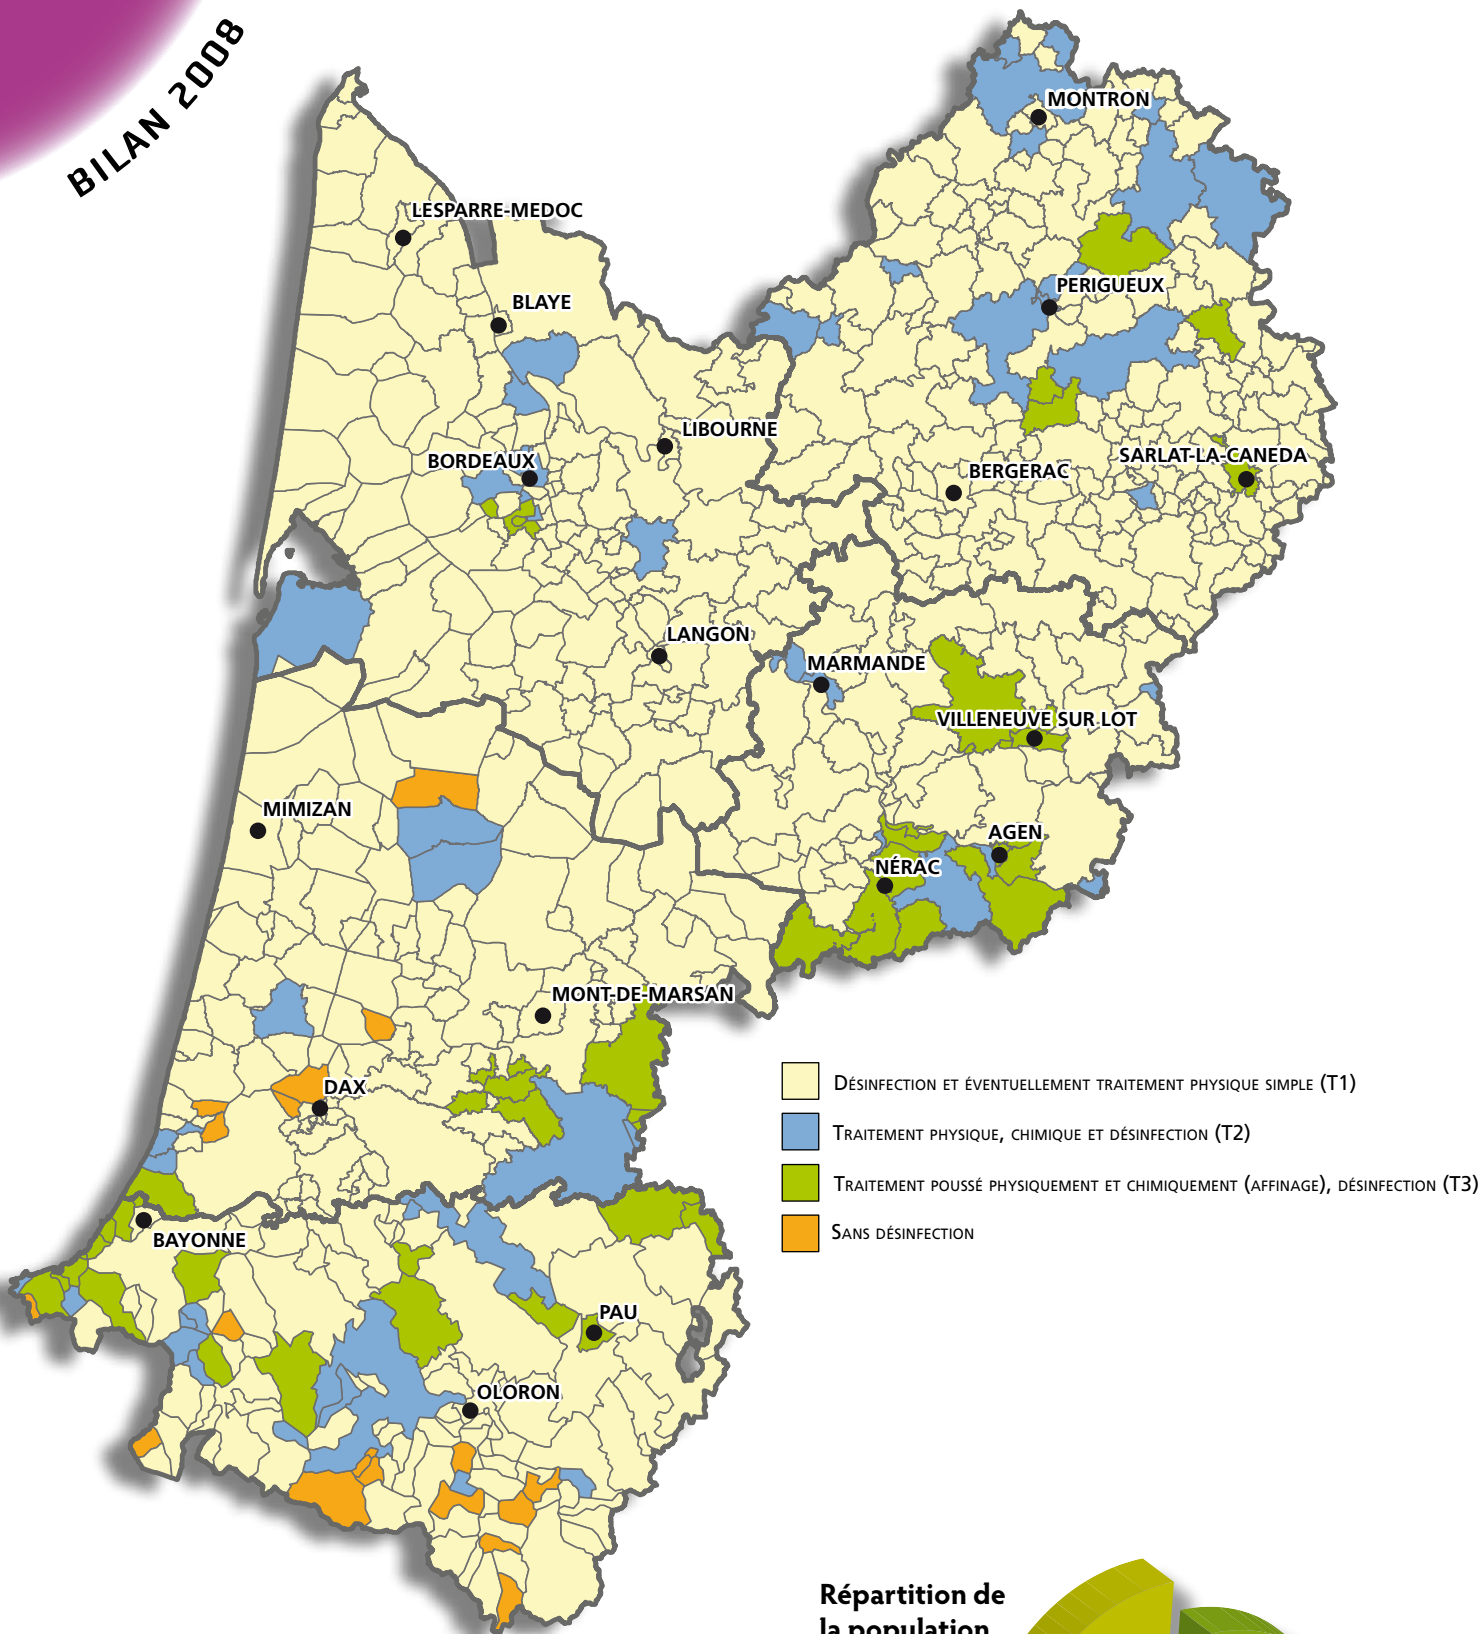 BILAN 2008
MONTRON
LESPARRE-MEDOC
PERIGUEUX
BLAYE
LIBOURNE
BORDEAUX
SARLAT-LA-CANEDA
BERGERAC
LANGON
MARMANDE
VILLENEUVE SUR LOT
MIMIZAN
AGEN
NÉRAC
MONT-DE-MARSAN
DAX
Désinfection et éventuellement traitement physique simple (T1)
Traitement physique, chimique et désinfection (T2)
Traitement poussé physiquement et chimiquement (affinage), désinfection (T3)
Sans désinfection
BAYONNE
PAU
OLORON
Répartition de
la population